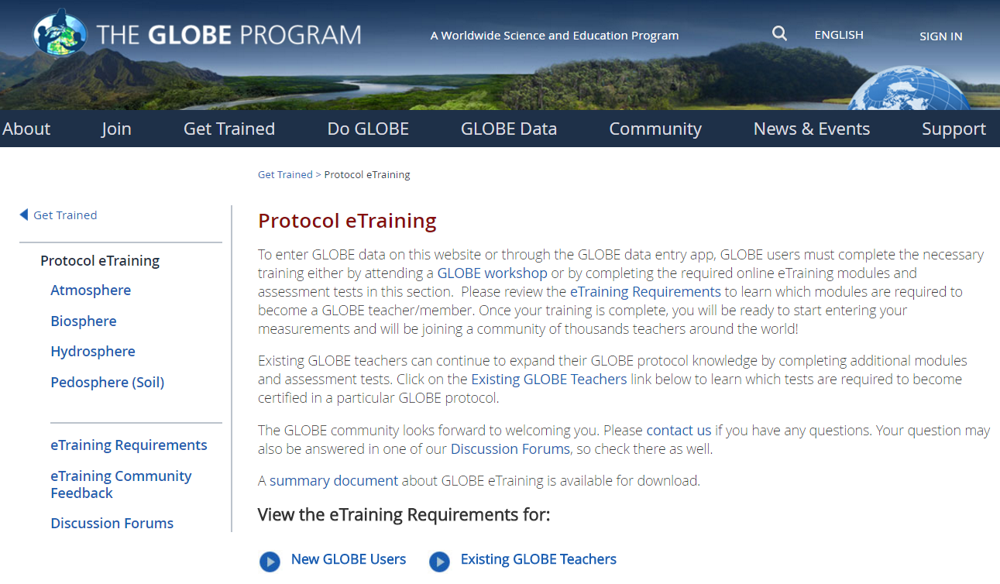 THE GLOBE PROGRAM
A Worldwide Science and Education Program
ENGLISH
SIGN IN
About Join Get Trained Do GLOBE GLOBE Data Community News & Events Support
Get Trained > Protocol eTraining
Get Trained
Protocol eTraining
Atmosphere
Biosphere
Hydrosphere
Pedosphere (Soil)
eTraining Requirements
eTraining Community
Feedback
Discussion Forums
Protocol eTraining
To enter GLOBE data on this website or through the GLOBE data entry app, GLOBE users must complete the necessary
training either by attending a GLOBE workshop or by completing the required online eTraining modules and
assessment tests in this section.  Please review the eTraining Requirements to learn which modules are required to
become a GLOBE teacher/member. Once your training is complete, you will be ready to start entering your
measurements and will be joining a community of thousands teachers around the world!
Existing GLOBE teachers can continue to expand their GLOBE protocol knowledge by completing additional modules
and assessment tests. Click on the Existing GLOBE Teachers link below to learn which tests are required to become
certified in a particular GLOBE protocol.
The GLOBE community looks forward to welcoming you. Please contact us if you have any questions. Your question may
also be answered in one of our Discussion Forums, so check there as well.
A summary document about GLOBE eTraining is available for download.
View the eTraining Requirements for:
New GLOBE Users
Existing GLOBE Teachers